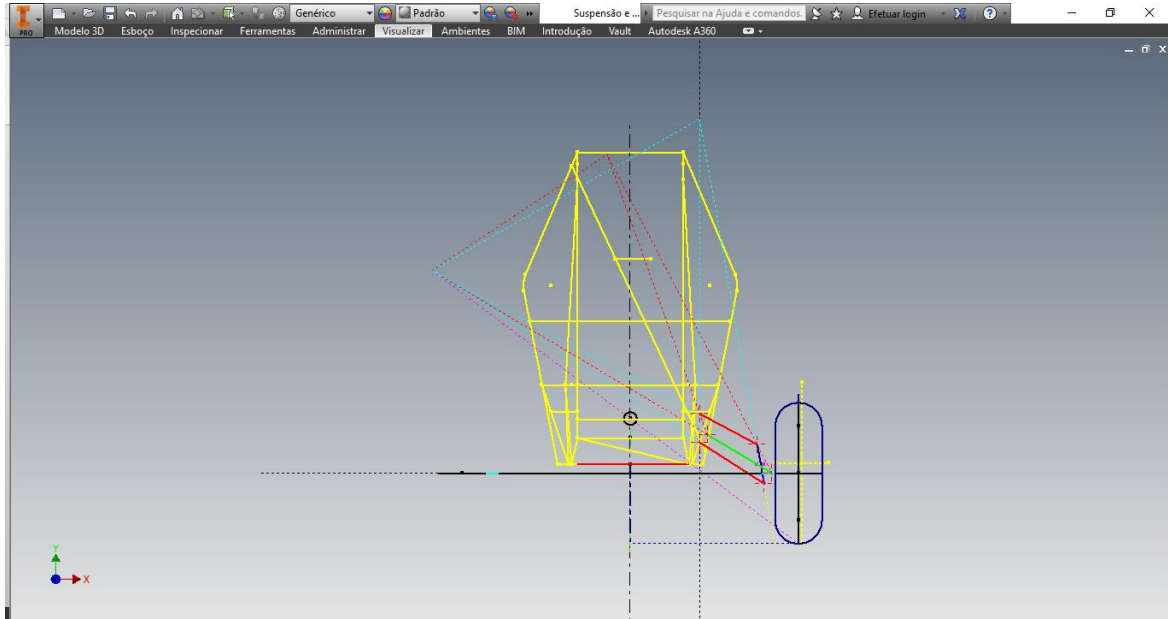 Genérico Padrão Suspensão e ... Pesquisar na Ajuda e comandos. Efetuar login
PRO Modelo 3D Esboço Inspecionar Ferramentas Administrar Visualizar Ambientes BIM Introdução Vault Autodesk A360
Y
X